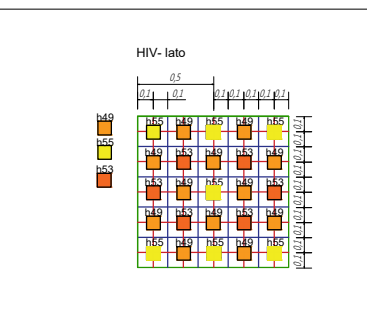 HIV- lato
0,5
0,1 0,1 0,1 0,1 0,1 0,1 0,1
h49
h55
h53
h55 h49 h55 h49 h55
h49 h53 h49 h53 h49
h53 h49 h55 h49 h53
h49 h53 h49 h53 h49
h55 h49 h55 h49 h55
0,1 0,1 0,1 0,1 0,1 0,1 0,1 0,1 0,1 0,1